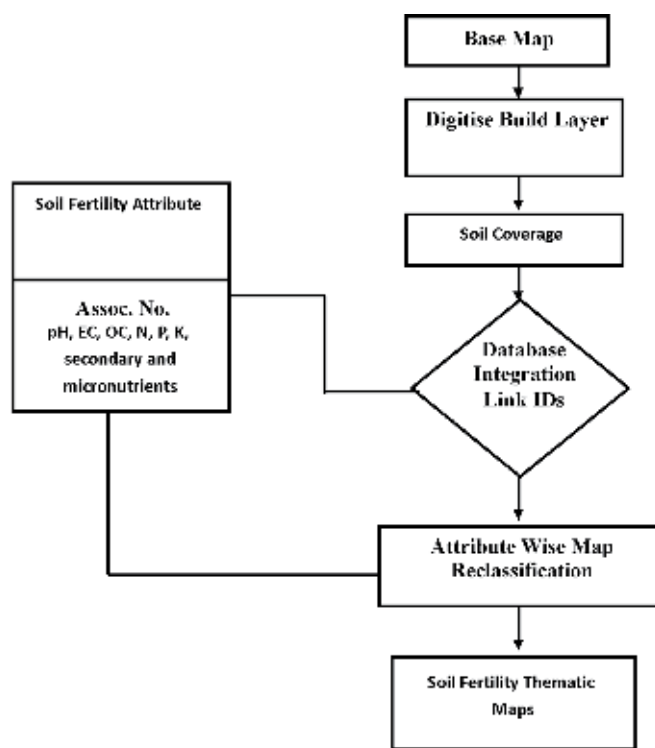 Base Map
Digitise Build Layer
Soil Fertility Attribute
Soil Coverage
Assoc. No.
pH, EC, OC, N, P, K,
secondary and
micronutrients
Database
Integration
Link IDs
Attribute Wise Map
Reclassification
Soil Fertility Thematic
Maps